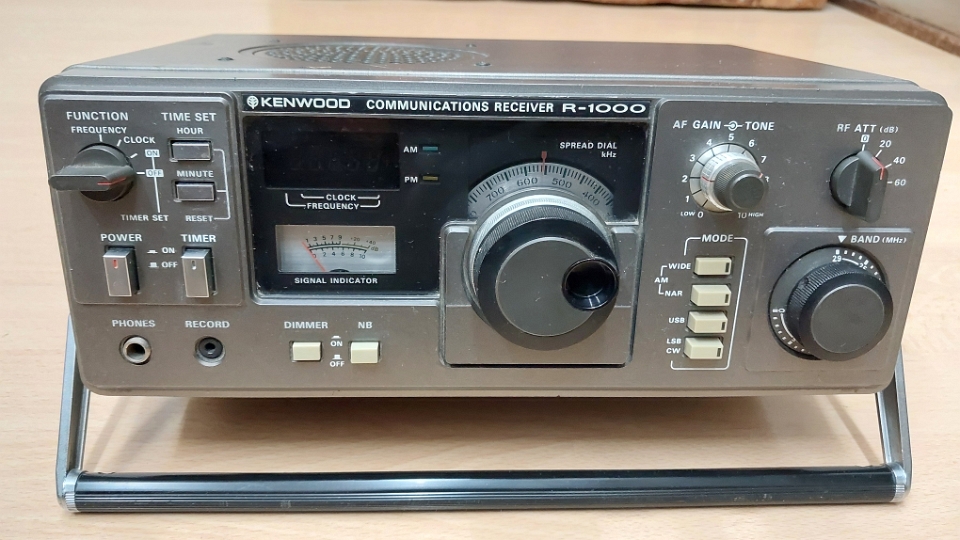 KENWOOD COMMUNICATIONS RECEIVER R-1000
FUNCTION
FREQUENCY
CLOCK
ON
OFF
TIMER SET
TIME SET
HOUR
MINUTE
RESET
POWER
ON
OFF
TIMER
PHONES
RECORD
DIMMER
ON
OFF
NB
AM
PM
CLOCK
FREQUENCY
SIGNAL INDICATOR
SPREAD DIAL
kHz
700 600 500 400
AF GAIN TONE
1 2 3 4 5 6 7
LOW 0 10 HIGH
RF ATT (dB)
0 20
40
60
MODE
AM
WIDE
NAR
USB
LSB
CW
BAND (MHz)
29